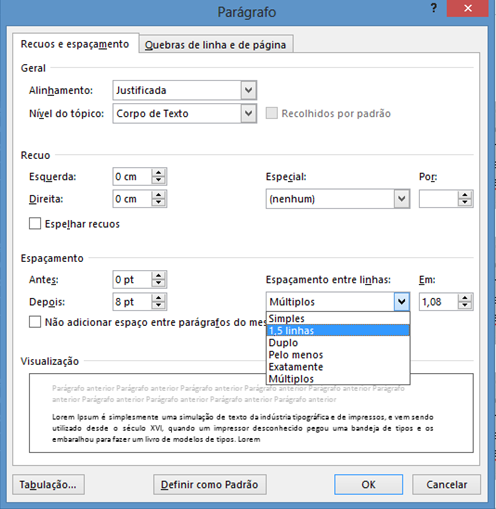 Parágrafo
? ×
Recuos e espaçamento Quebras de linha e de página
Geral
Alinhamento: Justificada
Nível do tópico: Corpo de Texto Recolhidos por padrão
Recuo
Esquerda: 0 cm Especial: Por:
Direita: 0 cm (nenhum)
Espelhar recuos
Espaçamento
Antes: 0 pt Espaçamento entre linhas: Em:
Depois: 8 pt Múltiplos 1,08
Não adicionar espaço entre parágrafos do mes
Simples
1,5 linhas
Duplo
Pelo menos
Exatamente
Múltiplos
Visualização
Parágrafo anterior Parágrafo anterior Parágrafo anterior Parágrafo anterior Parágrafo anterior Parágrafo
anterior Parágrafo anterior Parágrafo anterior Parágrafo anterior
Lorem Ipsum é simplesmente uma simulação de texto da indústria tipográfica e de impressos, e vem sendo
utilizado desde o século XVI, quando um impressor desconhecido pegou uma bandeja de tipos e os
embaralhou para fazer um livro de modelos de tipos. Lorem
Tabulação... Definir como Padrão OK Cancelar